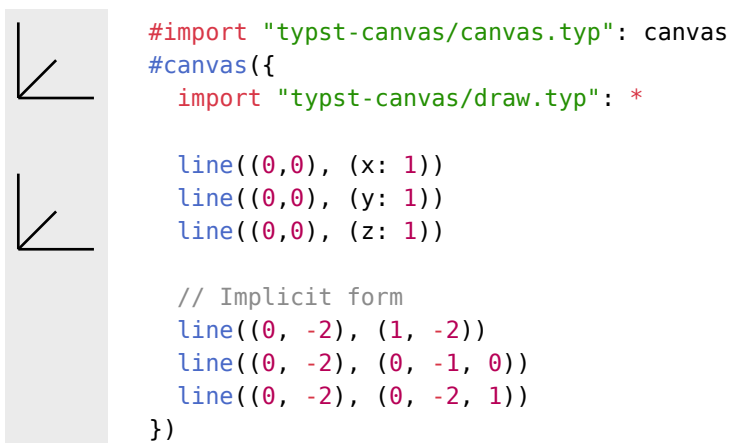 #import "typst-canvas/canvas.typ": canvas
#canvas({
  import "typst-canvas/draw.typ": *

  line((0,0), (x: 1))
  line((0,0), (y: 1))
  line((0,0), (z: 1))

  // Implicit form
  line((0, -2), (1, -2))
  line((0, -2), (0, -1, 0))
  line((0, -2), (0, -2, 1))
})